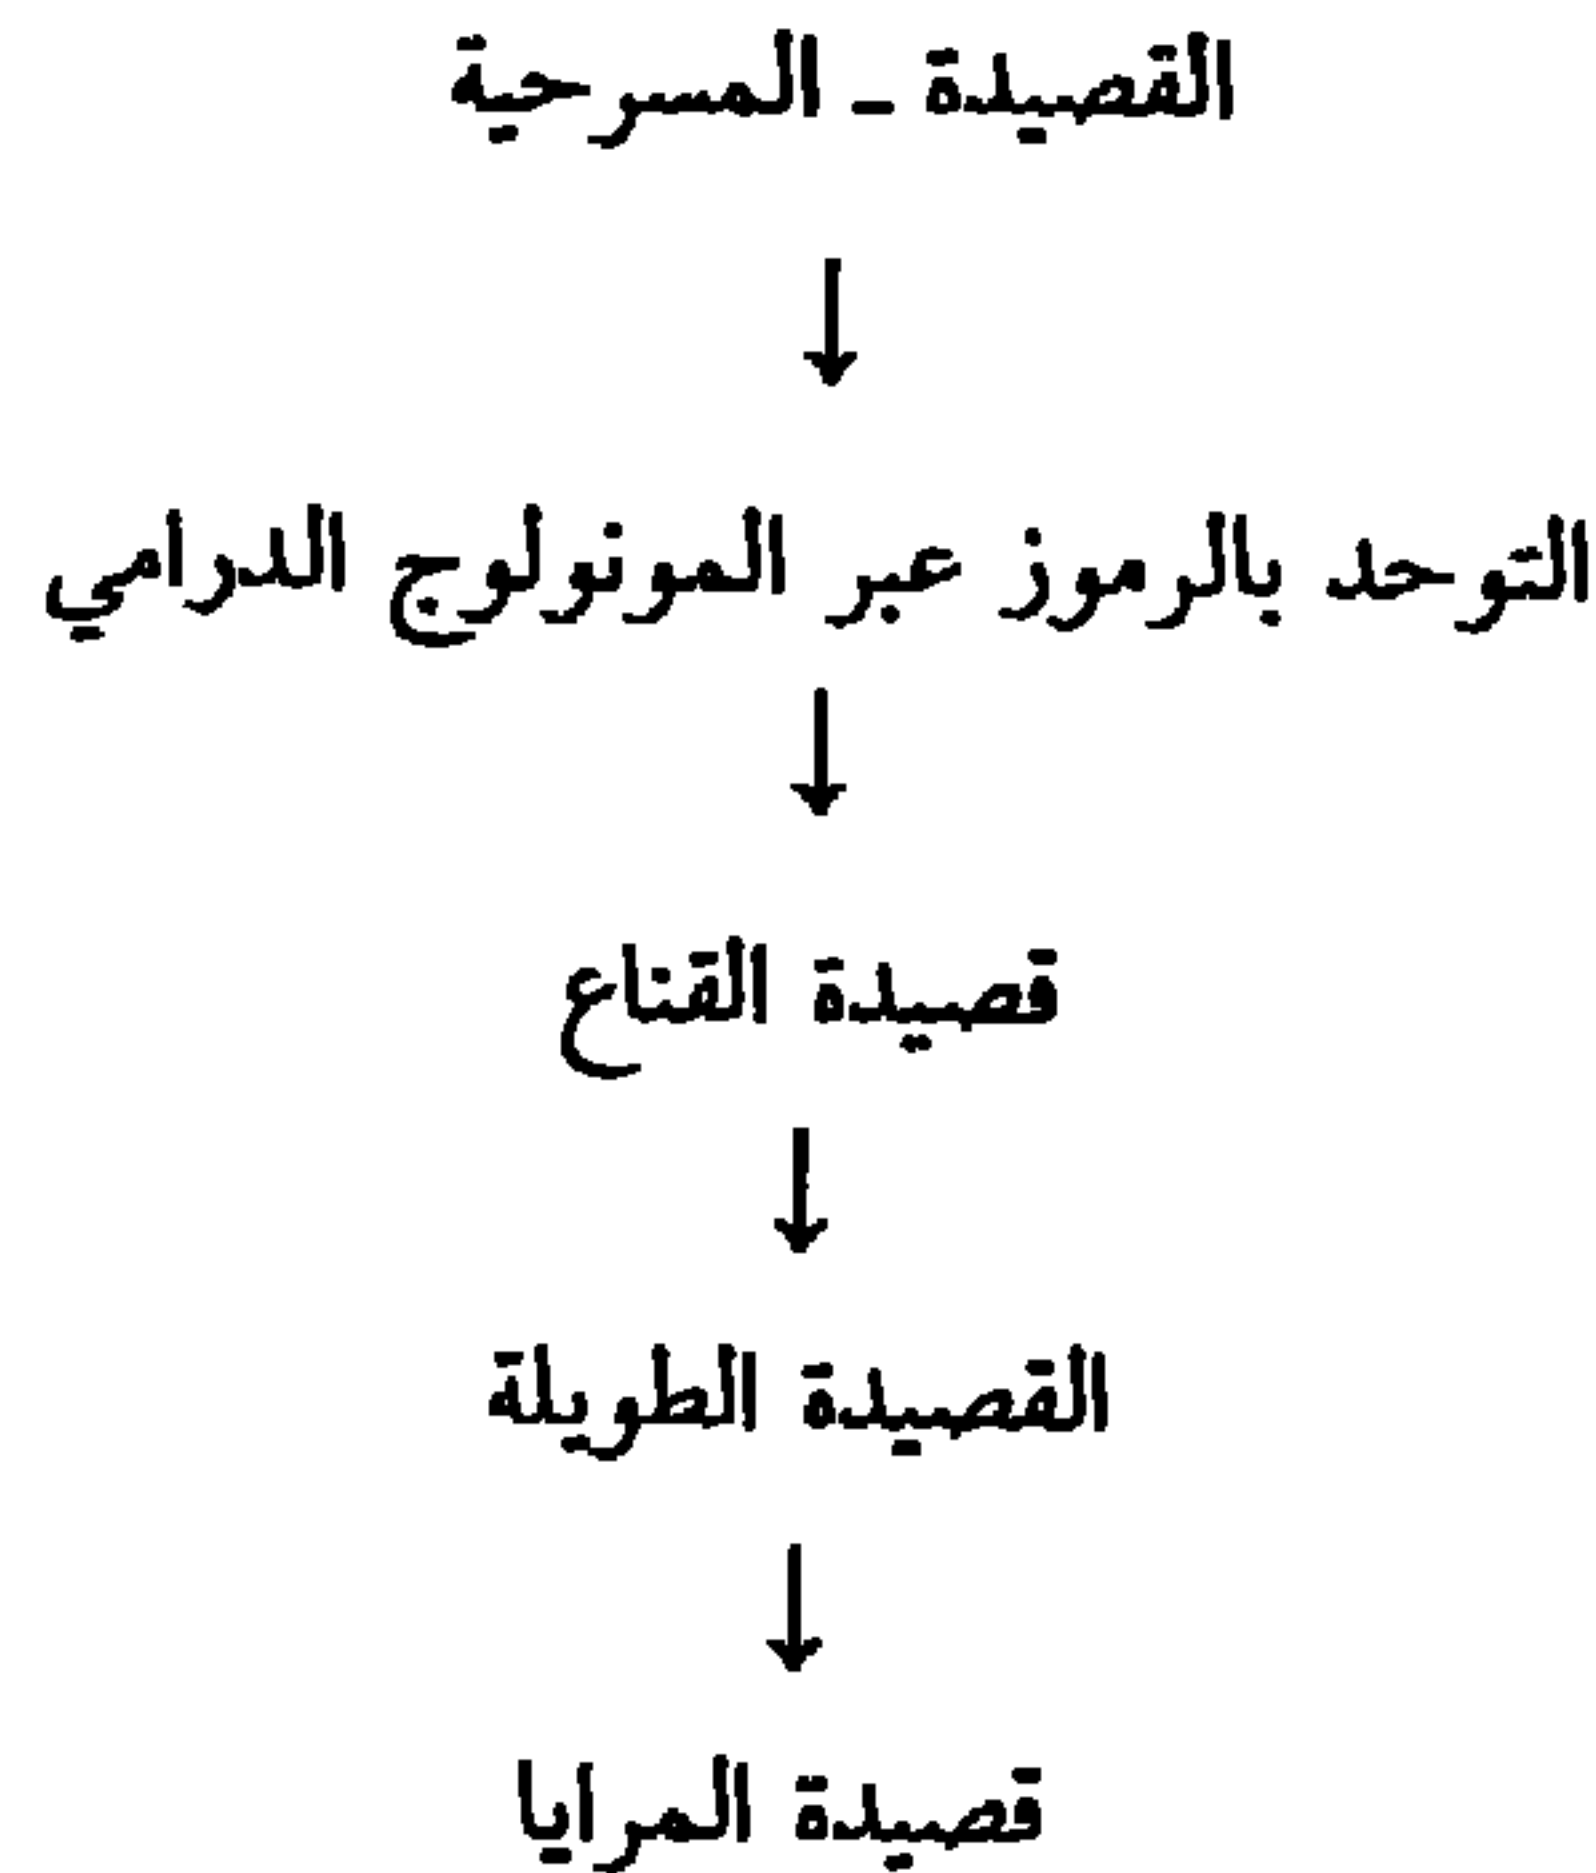 القصيدة - المسرحية
↓
التوحد بالرموز عبر المونولوج الدرامي
↓
قصيدة القناع
↓
القصيدة الطويلة
↓
قصيدة المرايا